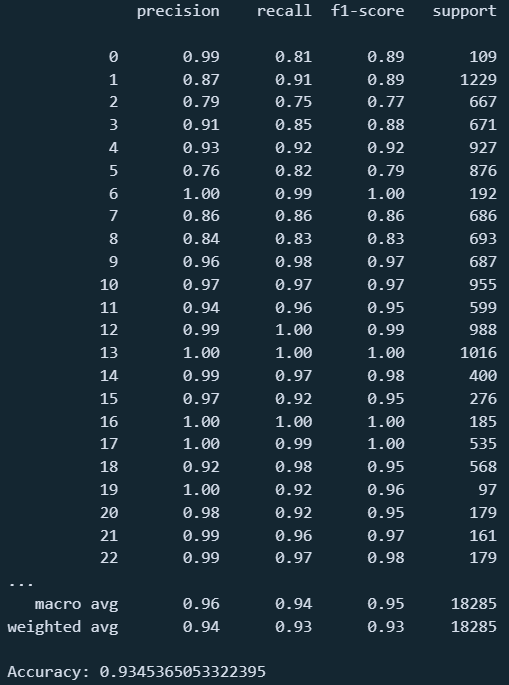 precision recall f1-score support
0 0.99 0.81 0.89 109
1 0.87 0.91 0.89 1229
2 0.79 0.75 0.77 667
3 0.91 0.85 0.88 671
4 0.93 0.92 0.92 927
5 0.76 0.82 0.79 876
6 1.00 0.99 1.00 192
7 0.86 0.86 0.86 686
8 0.84 0.83 0.83 693
9 0.96 0.98 0.97 687
10 0.97 0.97 0.97 955
11 0.94 0.96 0.95 599
12 0.99 1.00 0.99 988
13 1.00 1.00 1.00 1016
14 0.99 0.97 0.98 400
15 0.97 0.92 0.95 276
16 1.00 1.00 1.00 185
17 1.00 0.99 1.00 535
18 0.92 0.98 0.95 568
19 1.00 0.92 0.96 97
20 0.98 0.92 0.95 179
21 0.99 0.96 0.97 161
22 0.99 0.97 0.98 179
...
macro avg 0.96 0.94 0.95 18285
weighted avg 0.94 0.93 0.93 18285
Accuracy: 0.9345365053322395